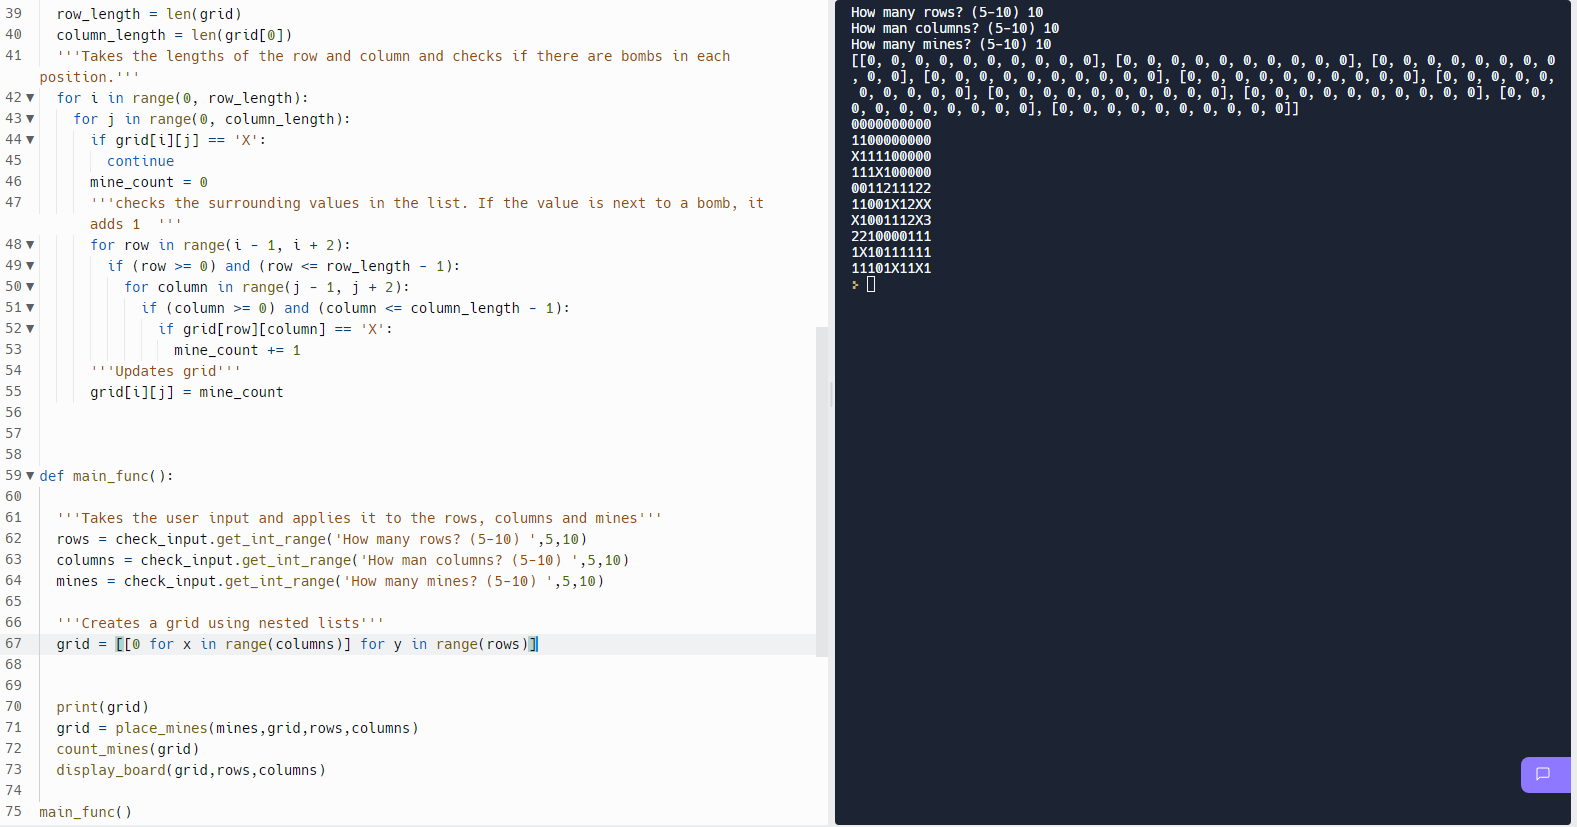 39 row_length = len(grid)
40 column_length = len(grid[0])
41 '''Takes the lengths of the row and column and checks if there are bombs in each
position.'''
42 for i in range(0, row_length):
43 for j in range(0, column_length):
44 if grid[i][j] == 'X':
45 continue
46 mine_count = 0
47 '''checks the surrounding values in the list. If the value is next to a bomb, it
adds 1  '''
48 for row in range(i - 1, i + 2):
49 if (row >= 0) and (row <= row_length - 1):
50 for column in range(j - 1, j + 2):
51 if (column >= 0) and (column <= column_length - 1):
52 if grid[row][column] == 'X':
53 mine_count += 1
54 '''Updates grid'''
55 grid[i][j] = mine_count
56
57
58
59 def main_func():
60
61 '''Takes the user input and applies it to the rows, columns and mines'''
62 rows = check_input.get_int_range('How many rows? (5-10) ',5,10)
63 columns = check_input.get_int_range('How man columns? (5-10) ',5,10)
64 mines = check_input.get_int_range('How many mines? (5-10) ',5,10)
65
66 '''Creates a grid using nested lists'''
67 grid = [[0 for x in range(columns)] for y in range(rows)]
68
69
70 print(grid)
71 grid = place_mines(mines,grid,rows,columns)
72 count_mines(grid)
73 display_board(grid,rows,columns)
74
75 main_func()
How many rows? (5-10) 10
How man columns? (5-10) 10
How many mines? (5-10) 10
[[0, 0, 0, 0, 0, 0, 0, 0, 0, 0], [0, 0, 0, 0, 0, 0, 0, 0, 0, 0], [0, 0, 0, 0, 0, 0, 0, 0
, 0, 0], [0, 0, 0, 0, 0, 0, 0, 0, 0, 0], [0, 0, 0, 0, 0, 0, 0, 0, 0, 0], [0, 0, 0, 0, 0,
0, 0, 0, 0, 0], [0, 0, 0, 0, 0, 0, 0, 0, 0, 0], [0, 0, 0, 0, 0, 0, 0, 0, 0, 0], [0, 0,
0, 0, 0, 0, 0, 0, 0, 0], [0, 0, 0, 0, 0, 0, 0, 0, 0, 0]]
0000000000
1100000000
X111100000
111X100000
0011211122
11001X12XX
X1001112X3
2210000111
1X10111111
11101X11X1